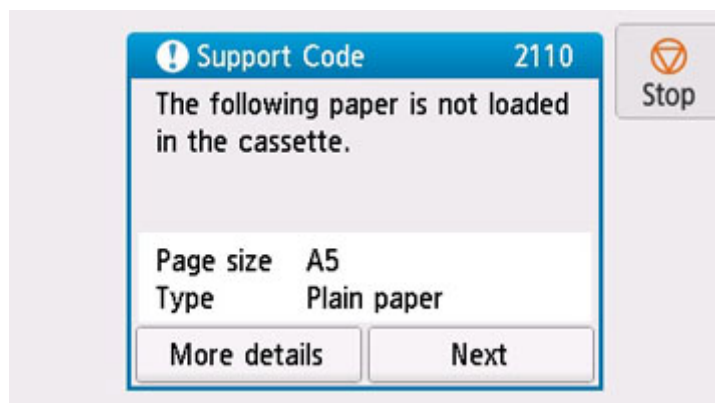 Support Code 2110
Stop
The following paper is not loaded
in the cassette.
Page size A5
Type Plain paper
More details Next